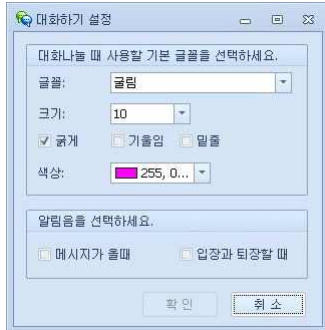 대화하기 설정
대화나눌 때 사용할 기본 글꼴을 선택하세요.
글꼴: 굴림
크기: 10
굵게 기울임 밑줄
색상: 255, 0...
알림음을 선택하세요.
메시지가 올때 입장과 퇴장할 때
확 인 취 소